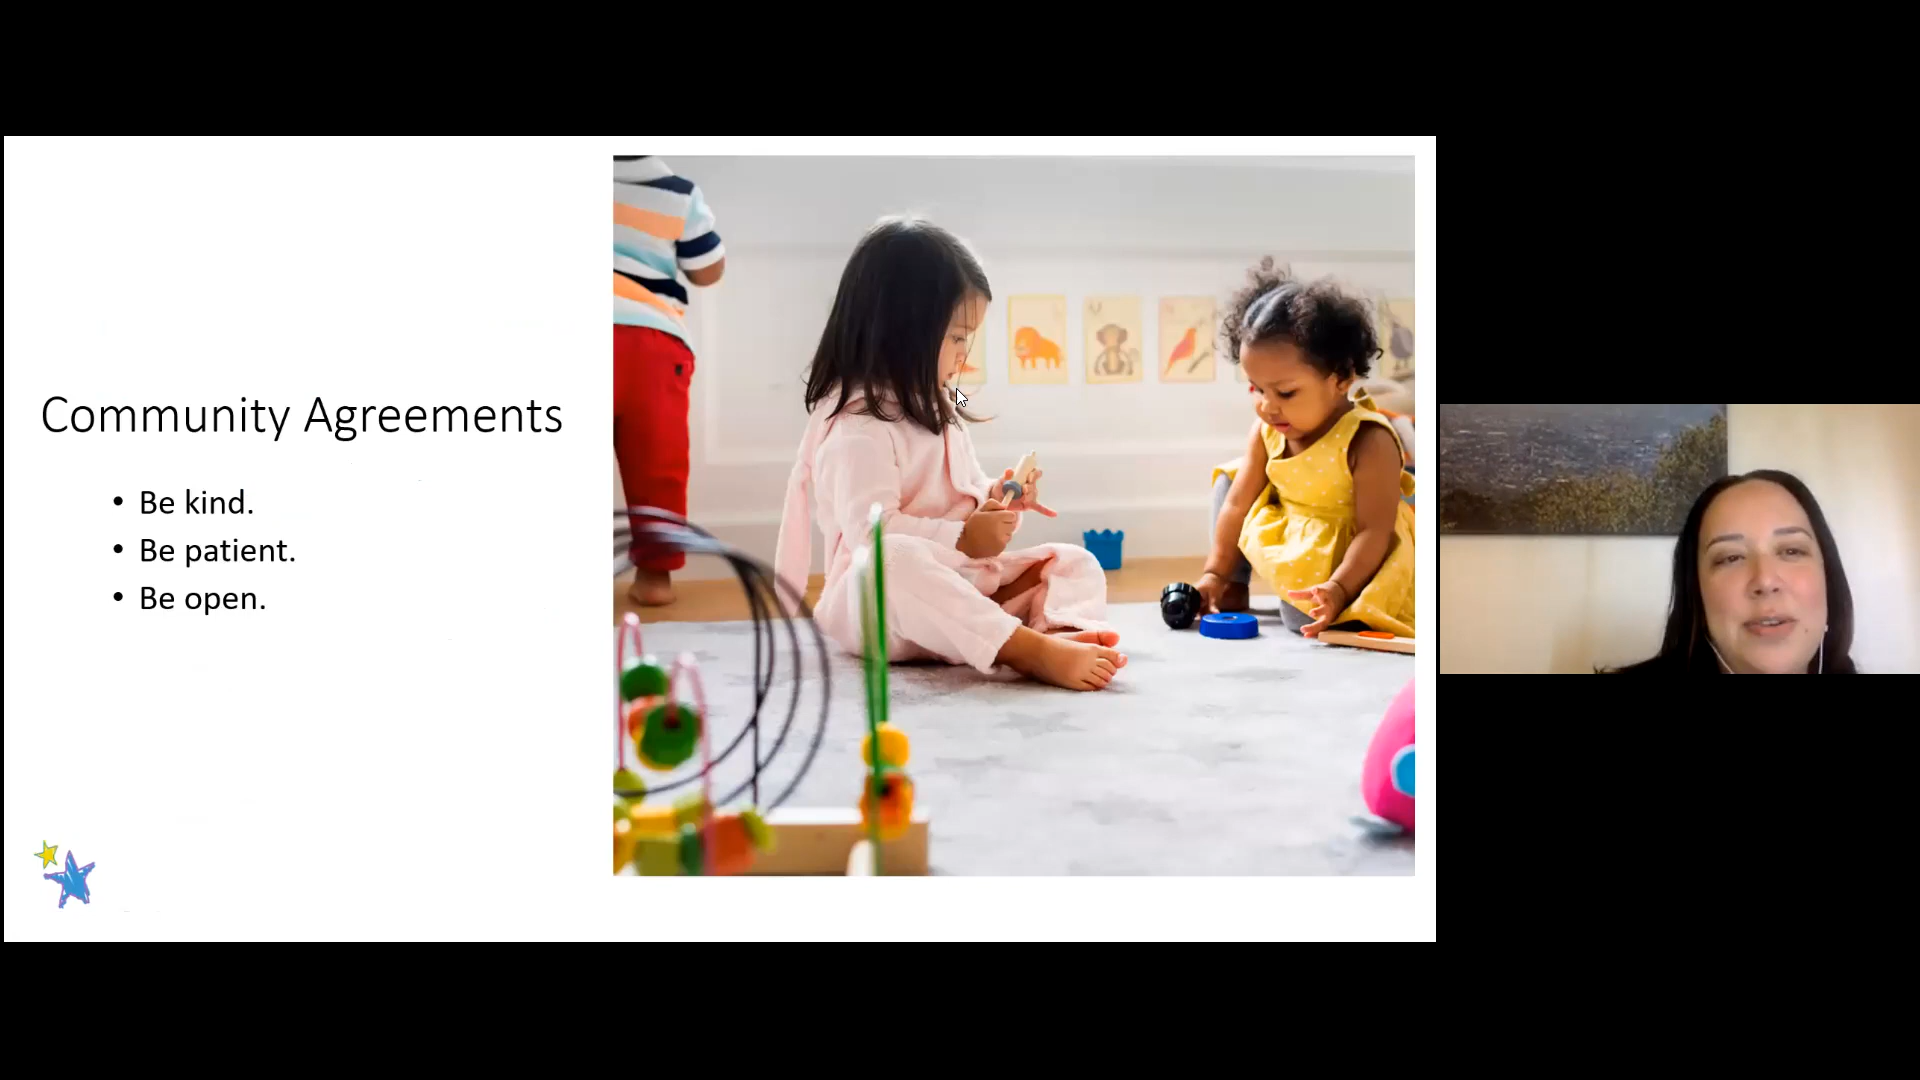 Community Agreements
• Be kind.
• Be patient.
• Be open.